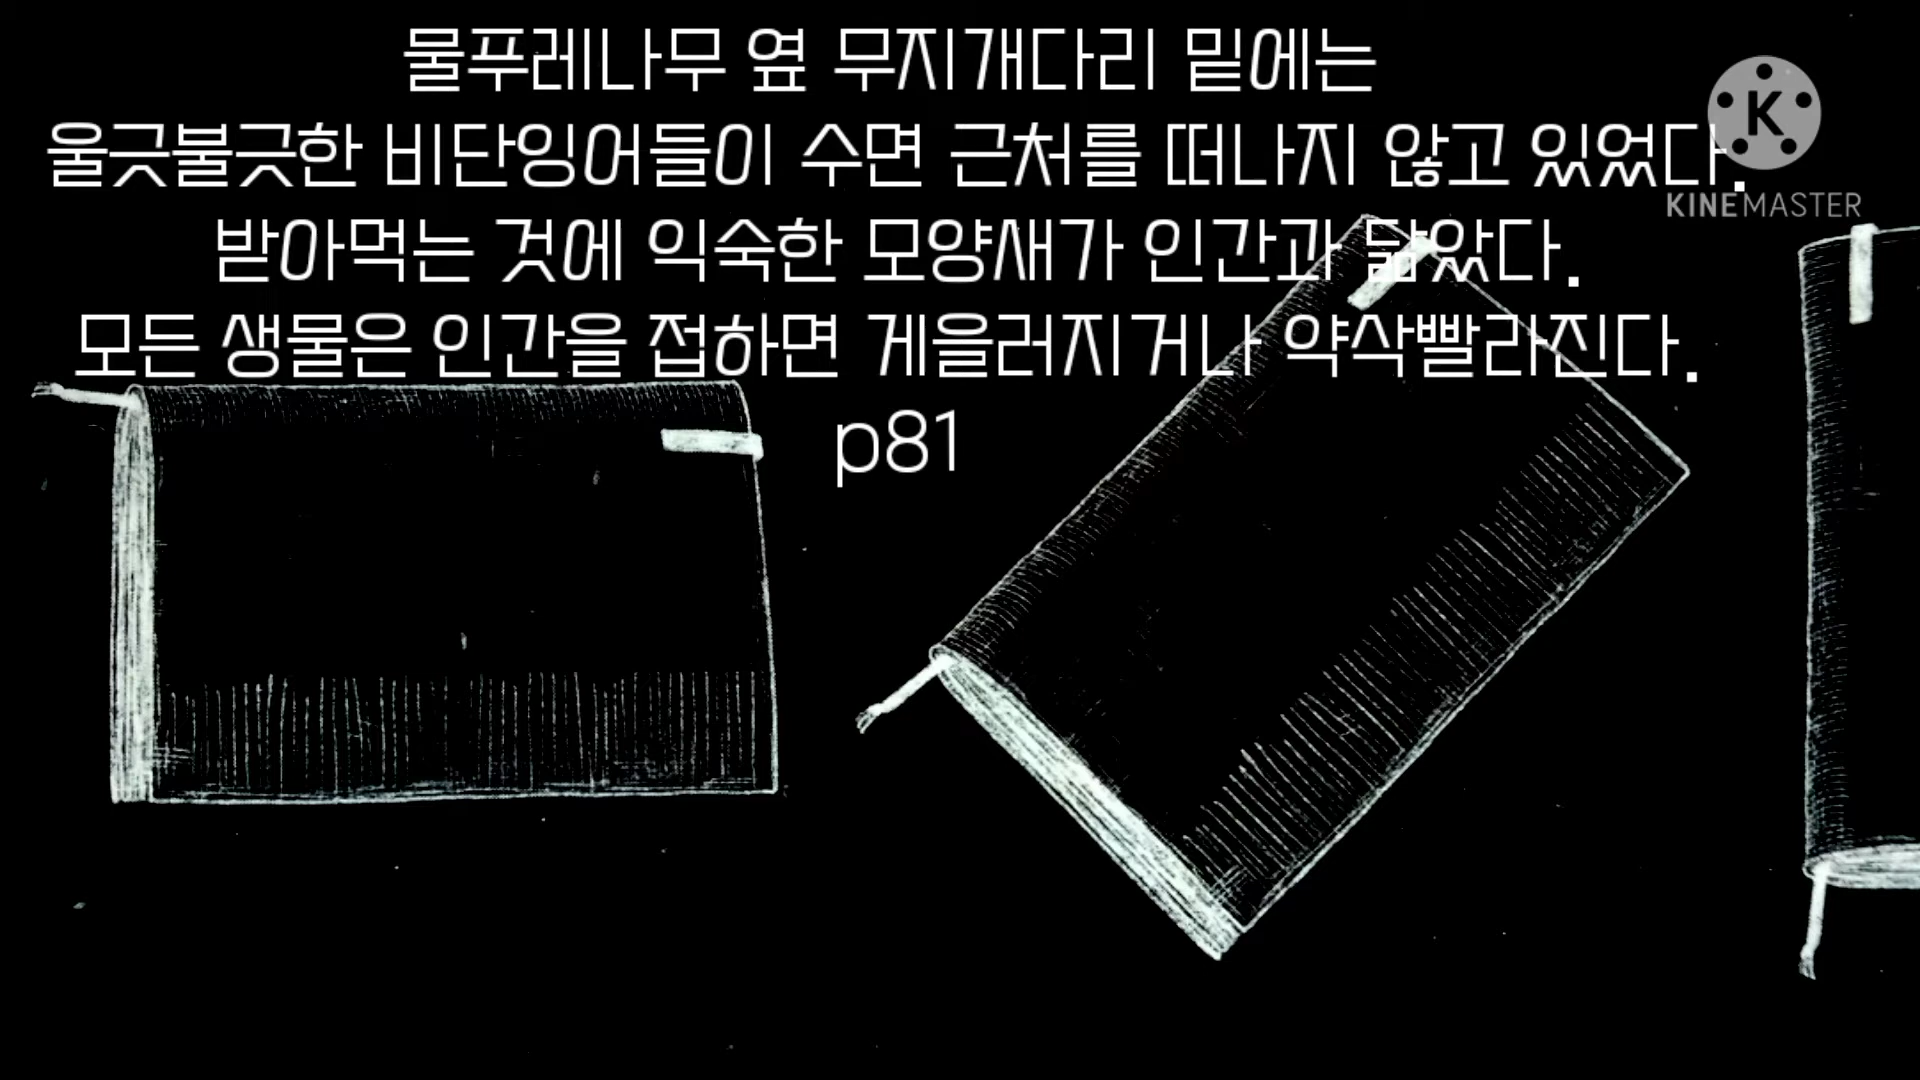 물푸레나무 옆 무지개다리 밑에는
울긋불긋한 비단잉어들이 수면 근처를 떠나지 않고 있었다.
받아먹는 것에 익숙한 모양새가 인간과 닮았다.
모든 생물은 인간을 접하면 게을러지거나 약삭빨라진다.
p81
K
KINEMASTER